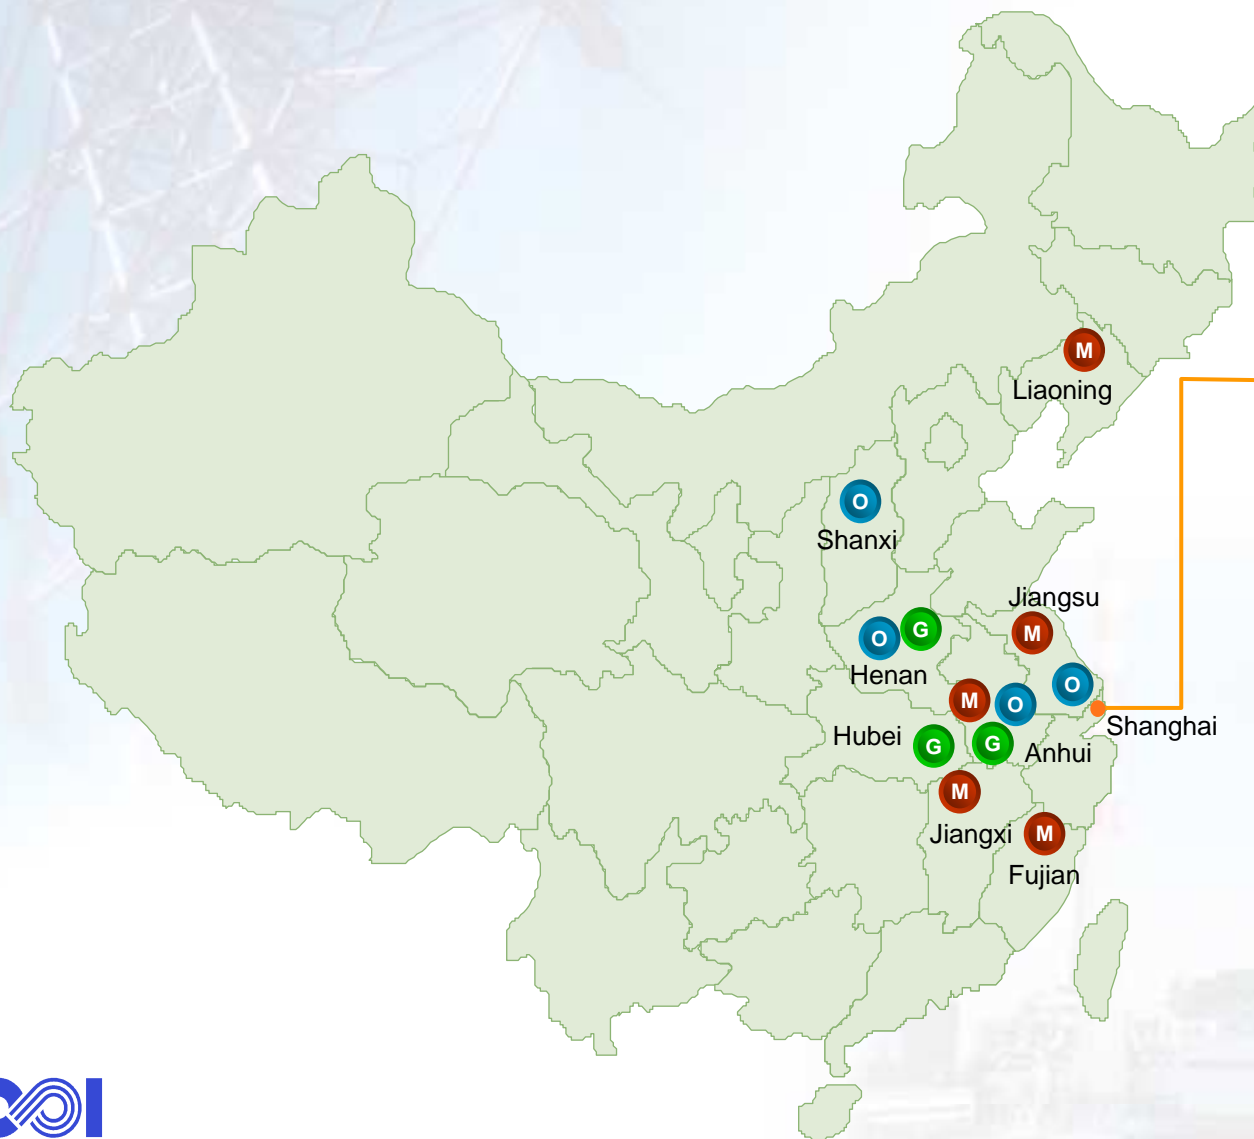 M
Liaoning
O
Shanxi
Jiangsu
O G M
Henan
M O O
Shanghai
Hubei G G Anhui
M
Jiangxi M
Fujian